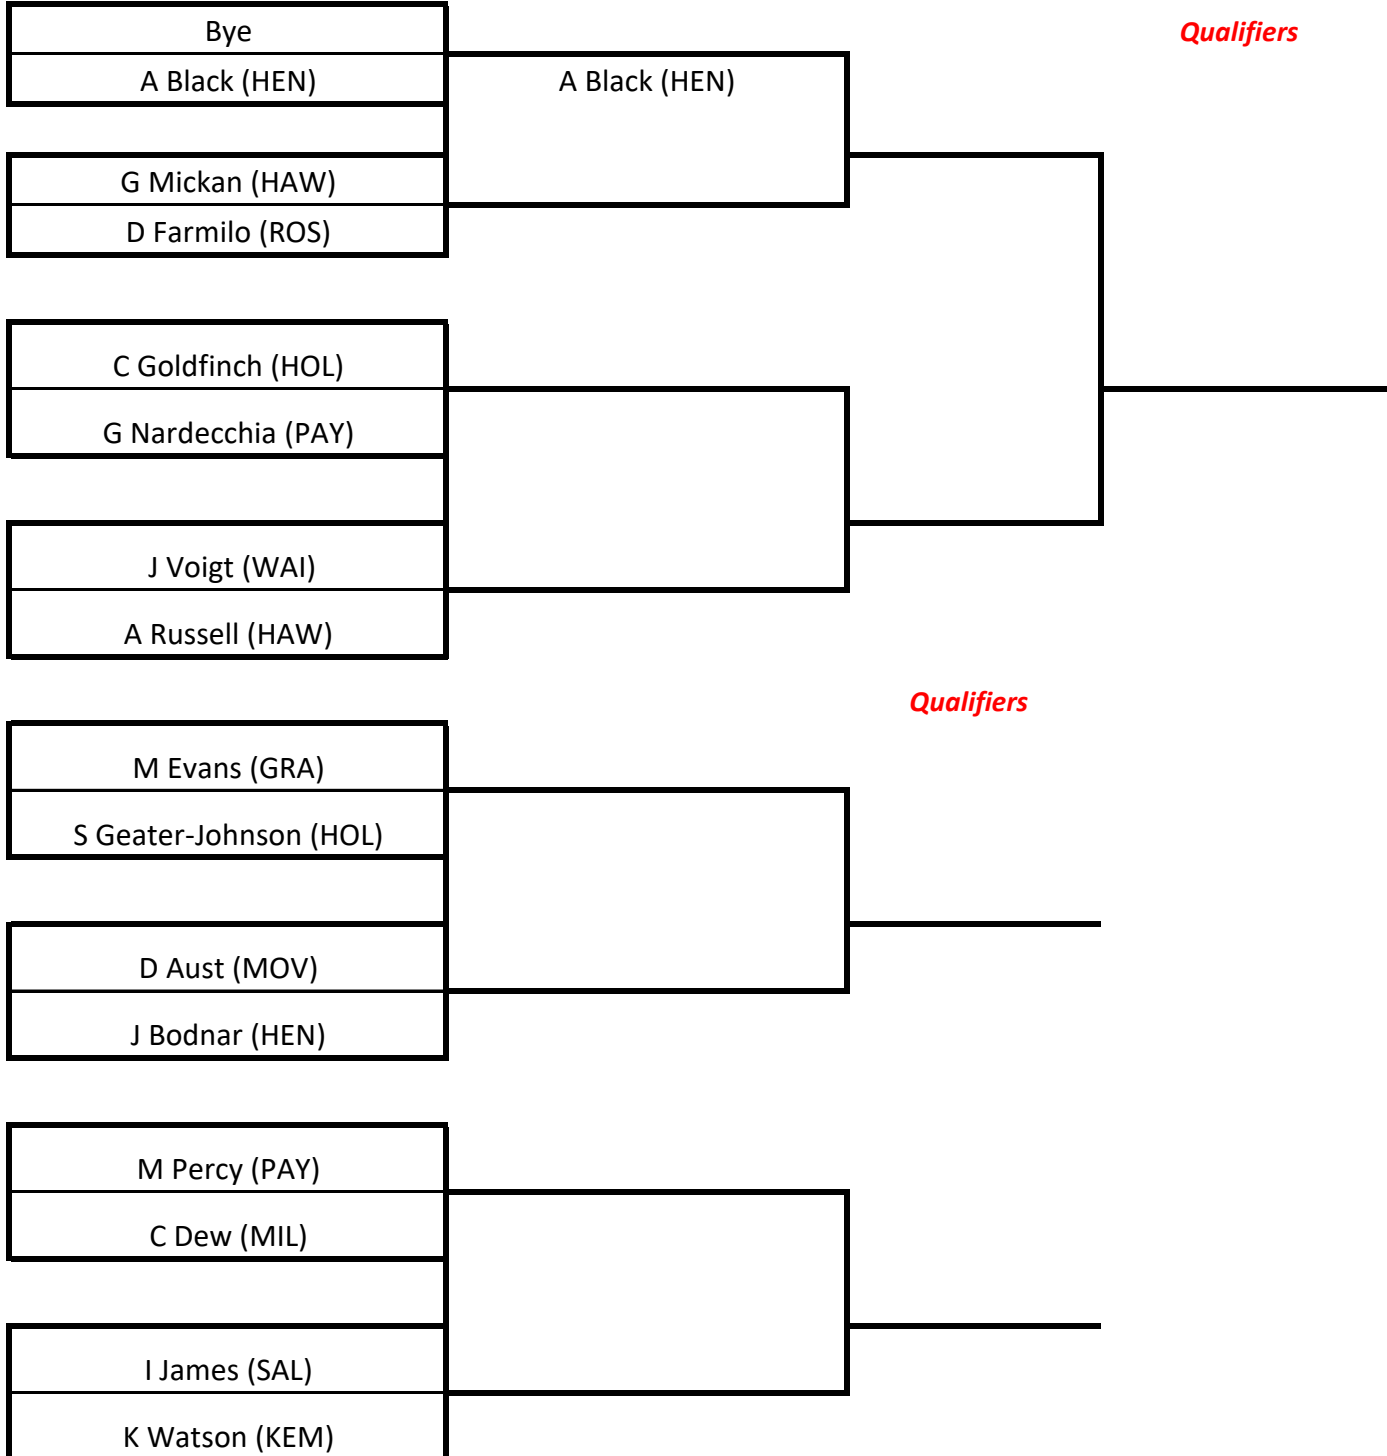 Bye
Qualifiers
A Black (HEN)
A Black (HEN)
G Mickan (HAW)
D Farmilo (ROS)
C Goldfinch (HOL)
G Nardecchia (PAY)
J Voigt (WAI)
A Russell (HAW)
Qualifiers
M Evans (GRA)
S Geater-Johnson (HOL)
D Aust (MOV)
J Bodnar (HEN)
M Percy (PAY)
C Dew (MIL)
I James (SAL)
K Watson (KEM)